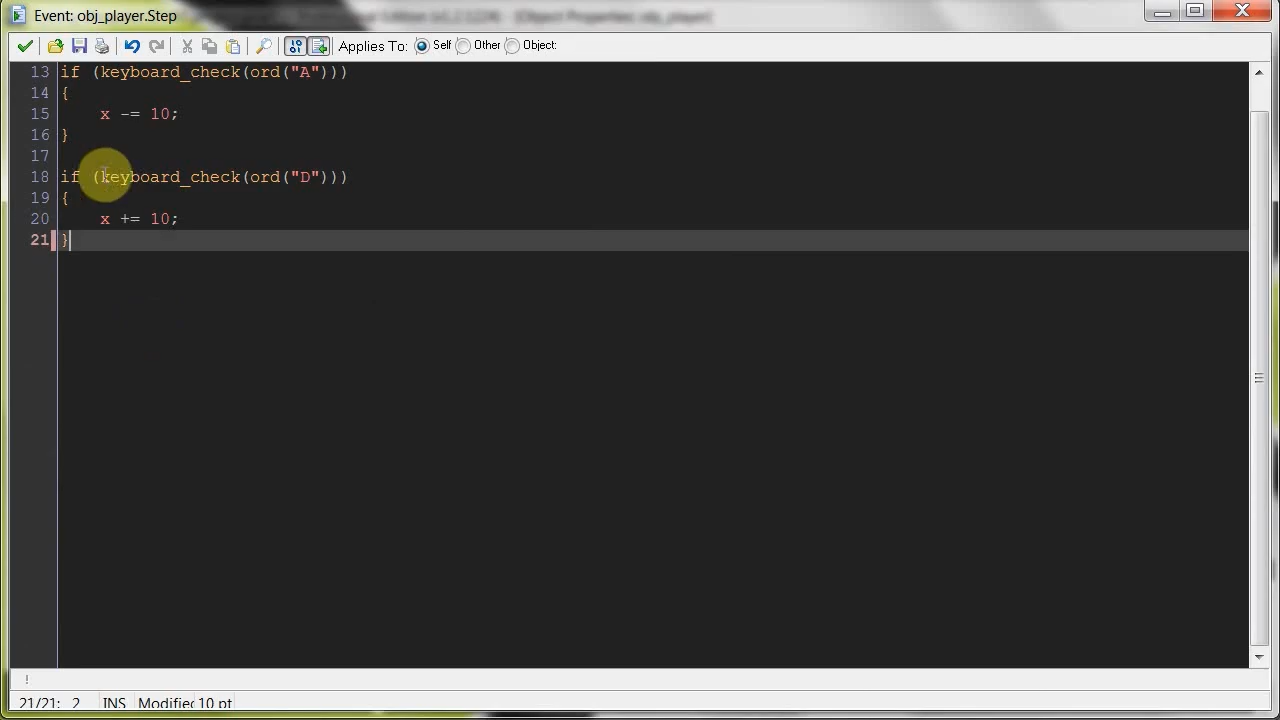 Event: obj_player.Step
Applies To: Self Other Object:
13 if (keyboard_check(ord("A")))
14 {
15 x -= 10;
16 }
17
18 if (keyboard_check(ord("D")))
19 {
20 x += 10;
21 }
!
21/21: 2 INS Modified 10 pt